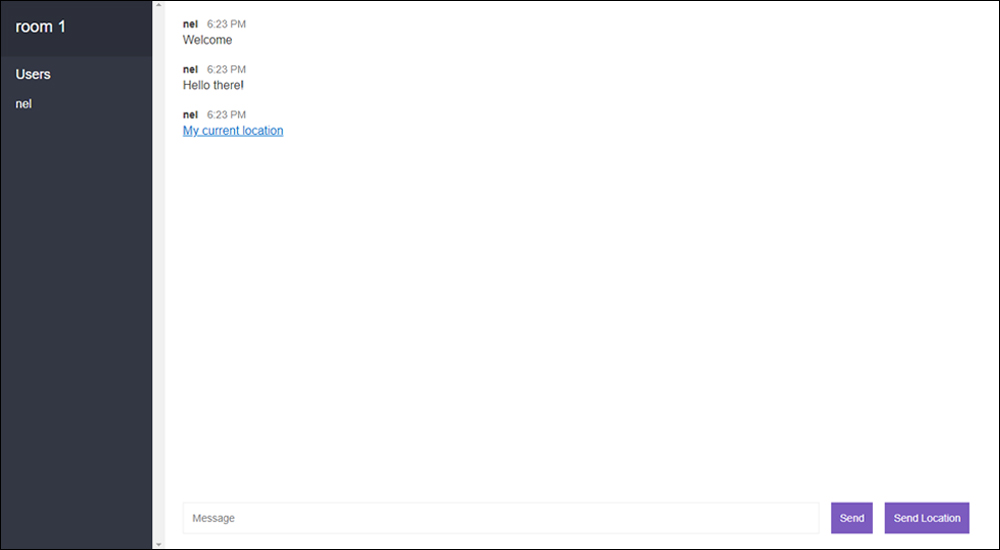 room 1
Users
nel
nel 6:23 PM
Welcome
nel 6:23 PM
Hello there!
nel 6:23 PM
My current location
Message
Send
Send Location